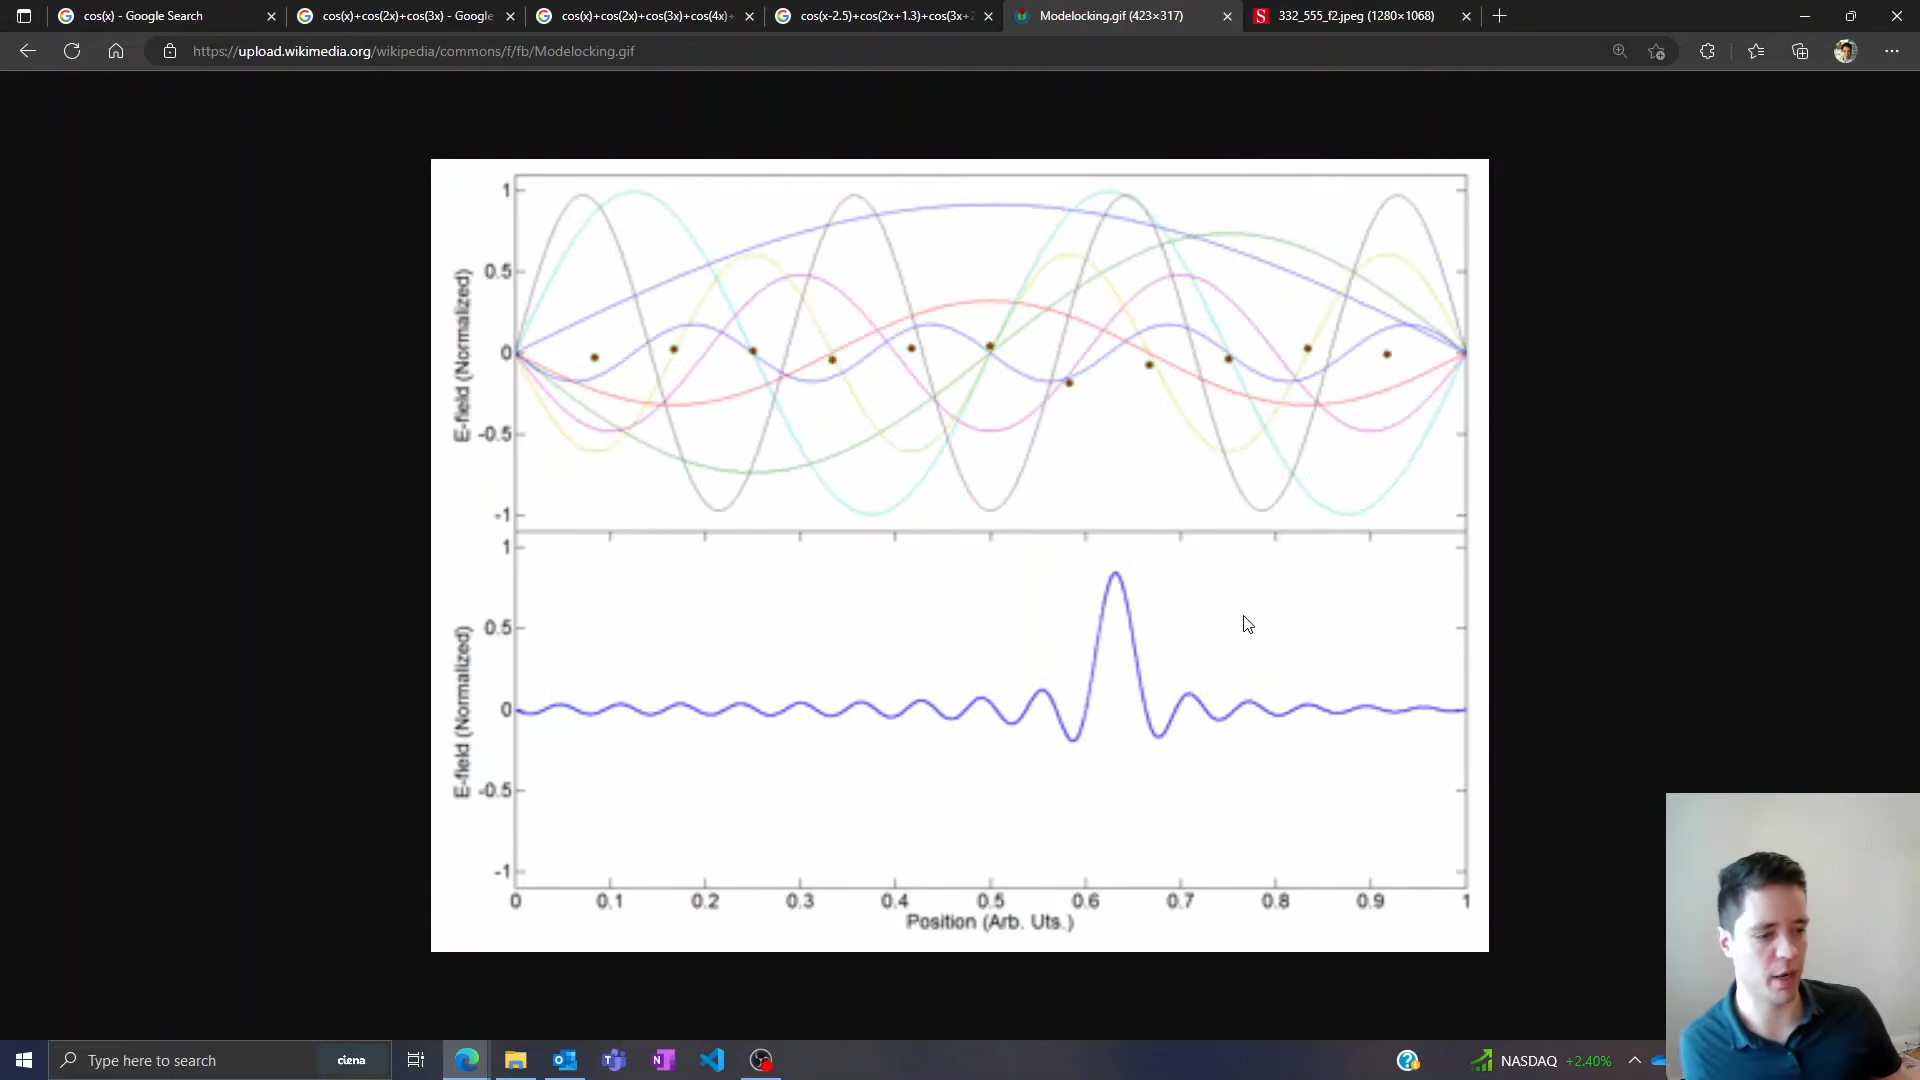 cos(x) - Google Search
cos(x)+cos(2x)+cos(3x) - Google
cos(x)+cos(2x)+cos(3x)+cos(4x)+
cos(x-2.5)+cos(2x+1.3)+cos(3x+2
Modelocking.gif (423×317)
S 332_555_f2.jpeg (1280×1068)
https://upload.wikimedia.org/wikipedia/commons/f/fb/Modelocking.gif
E-field (Normalized)
1
0.5
0
-0.5
-1
E-field (Normalized)
1
0.5
0
-0.5
-1
0 0.1 0.2 0.3 0.4 0.5 0.6 0.7 0.8 0.9 1
Position (Arb. Uts.)
Type here to search
ciena
NASDAQ +2.40%